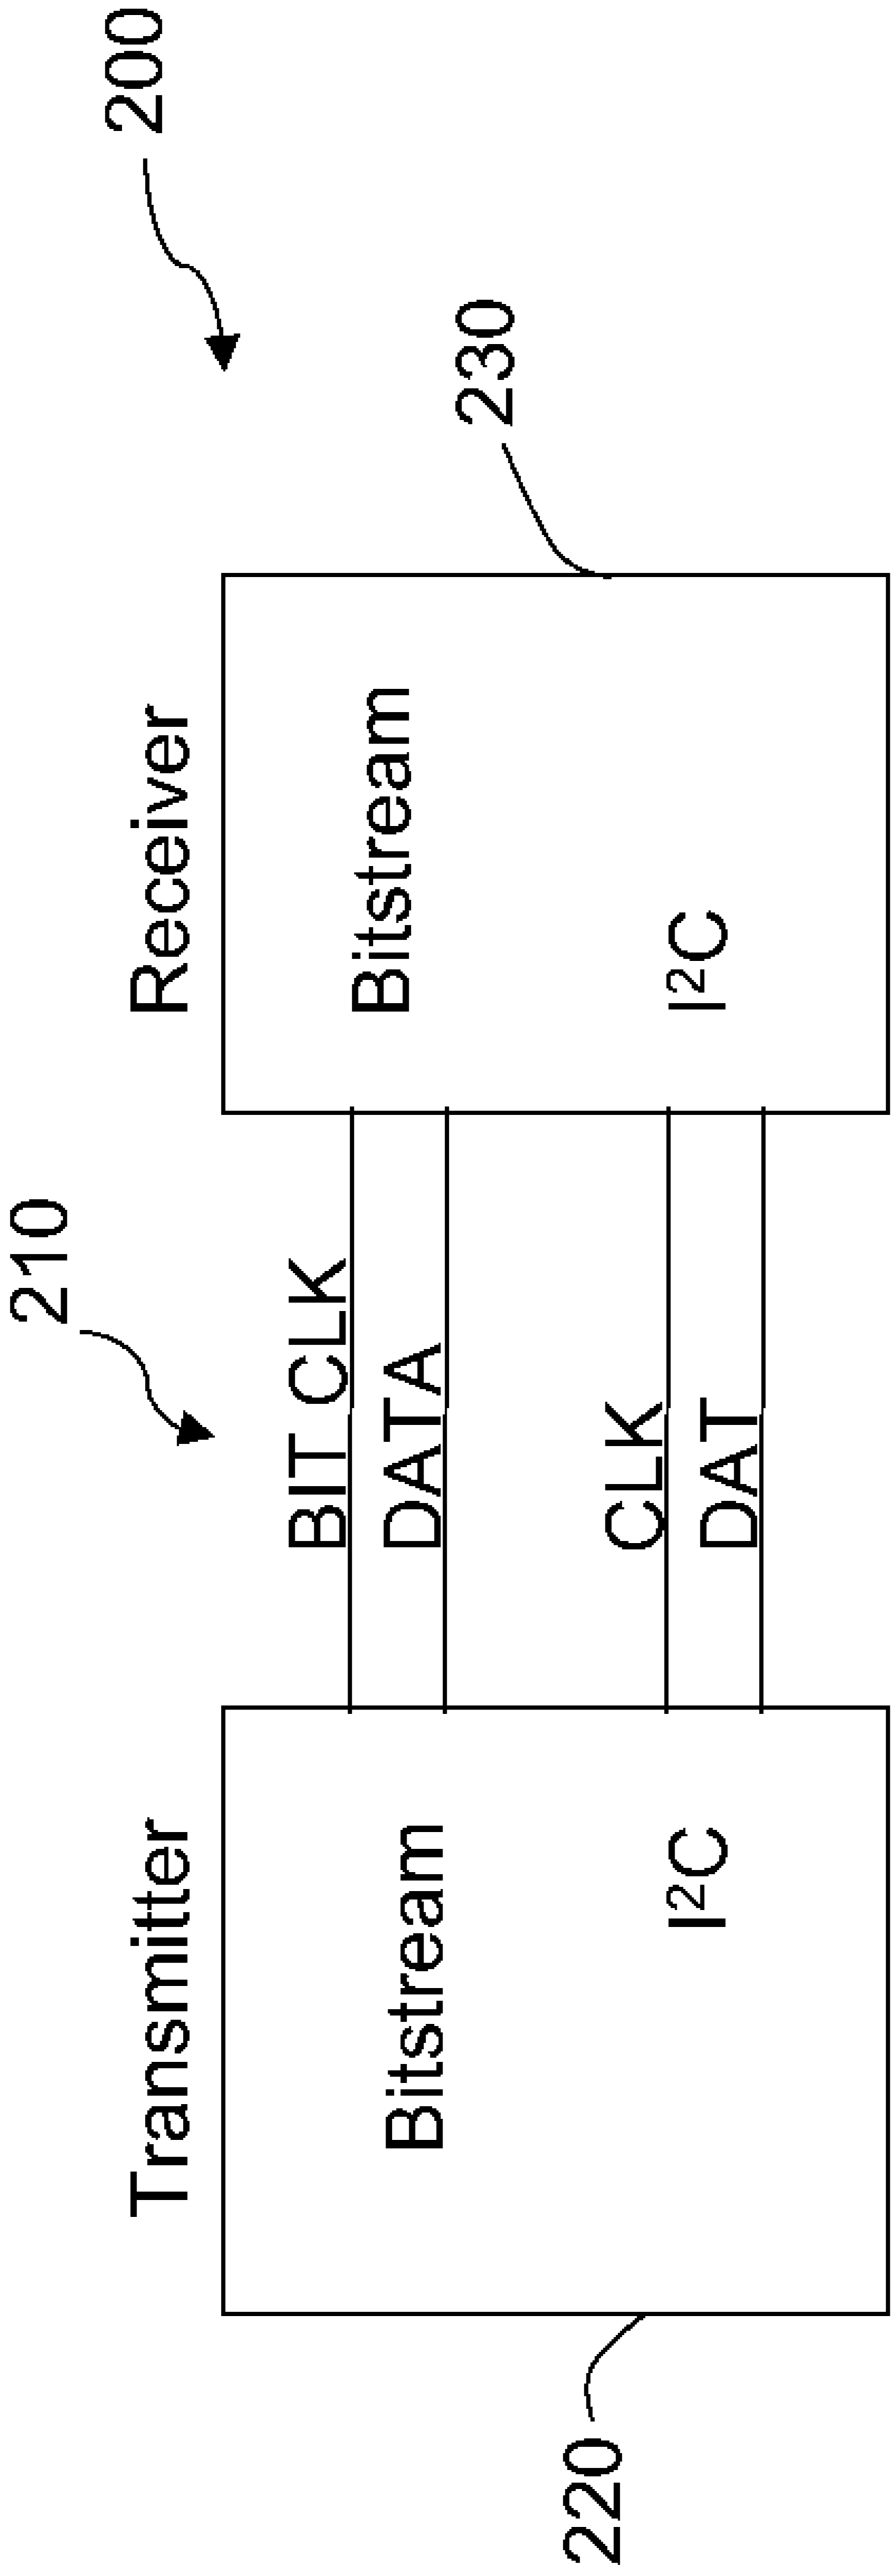 200
210
Transmitter
Receiver
230
BIT CLK
Bitstream
Bitstream
DATA
220
CLK
I²C
I²C
DAT